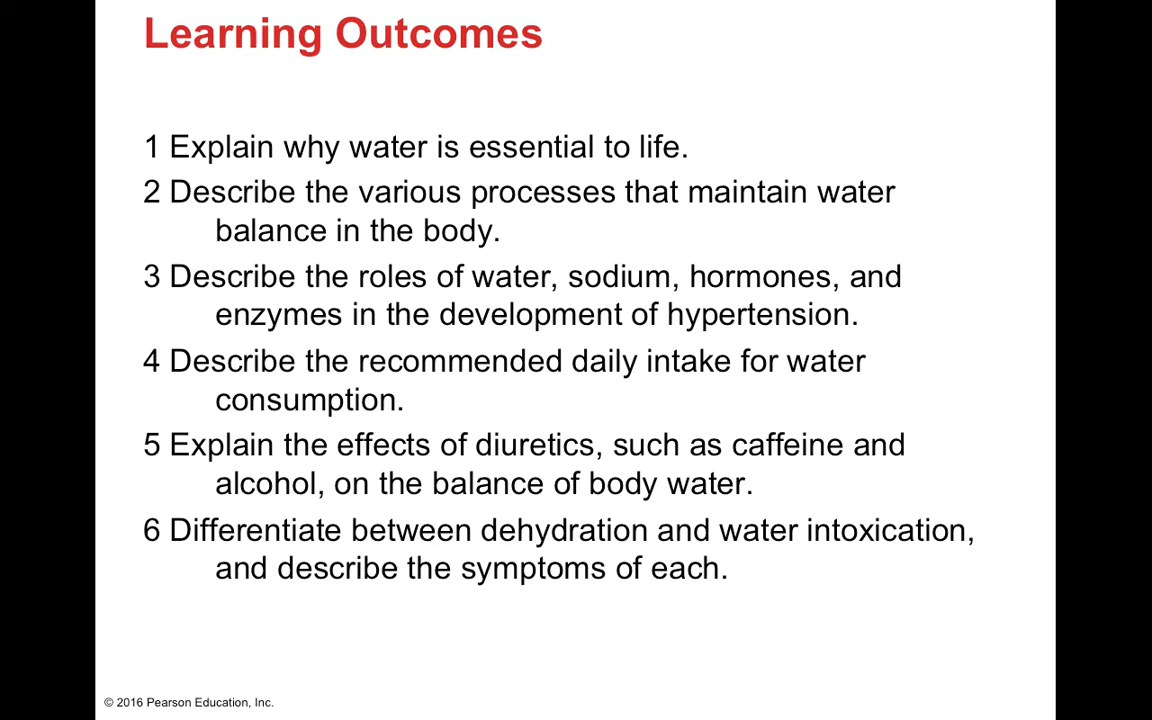 Learning Outcomes
1 Explain why water is essential to life.
2 Describe the various processes that maintain water
balance in the body.
3 Describe the roles of water, sodium, hormones, and
enzymes in the development of hypertension.
4 Describe the recommended daily intake for water
consumption.
5 Explain the effects of diuretics, such as caffeine and
alcohol, on the balance of body water.
6 Differentiate between dehydration and water intoxication,
and describe the symptoms of each.
© 2016 Pearson Education, Inc.